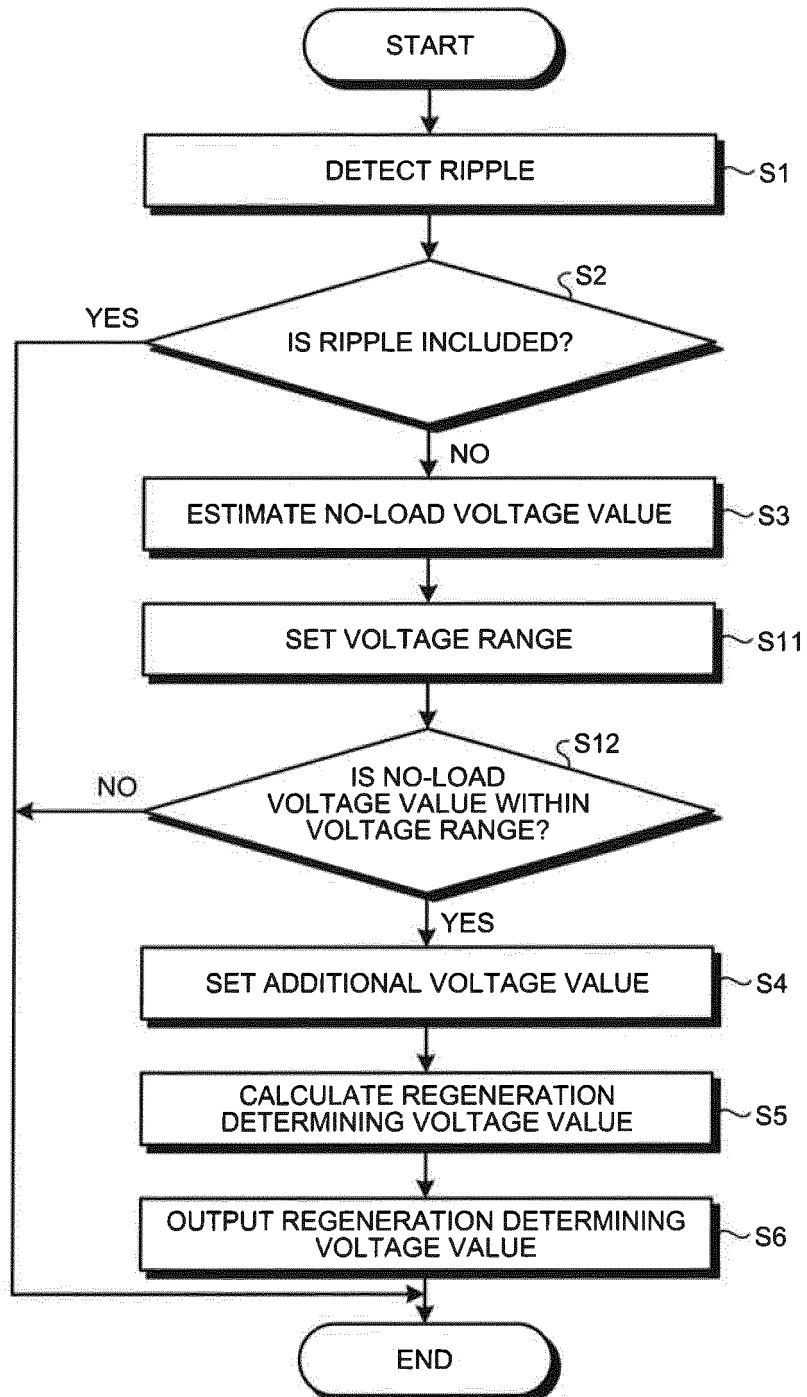 START
DETECT RIPPLE
S1
S2
YES
IS RIPPLE INCLUDED?
NO
ESTIMATE NO-LOAD VOLTAGE VALUE
S3
SET VOLTAGE RANGE
S11
S12
NO
IS NO-LOAD
VOLTAGE VALUE WITHIN
VOLTAGE RANGE?
YES
SET ADDITIONAL VOLTAGE VALUE
S4
CALCULATE REGENERATION
DETERMINING VOLTAGE VALUE
S5
OUTPUT REGENERATION DETERMINING
VOLTAGE VALUE
S6
END